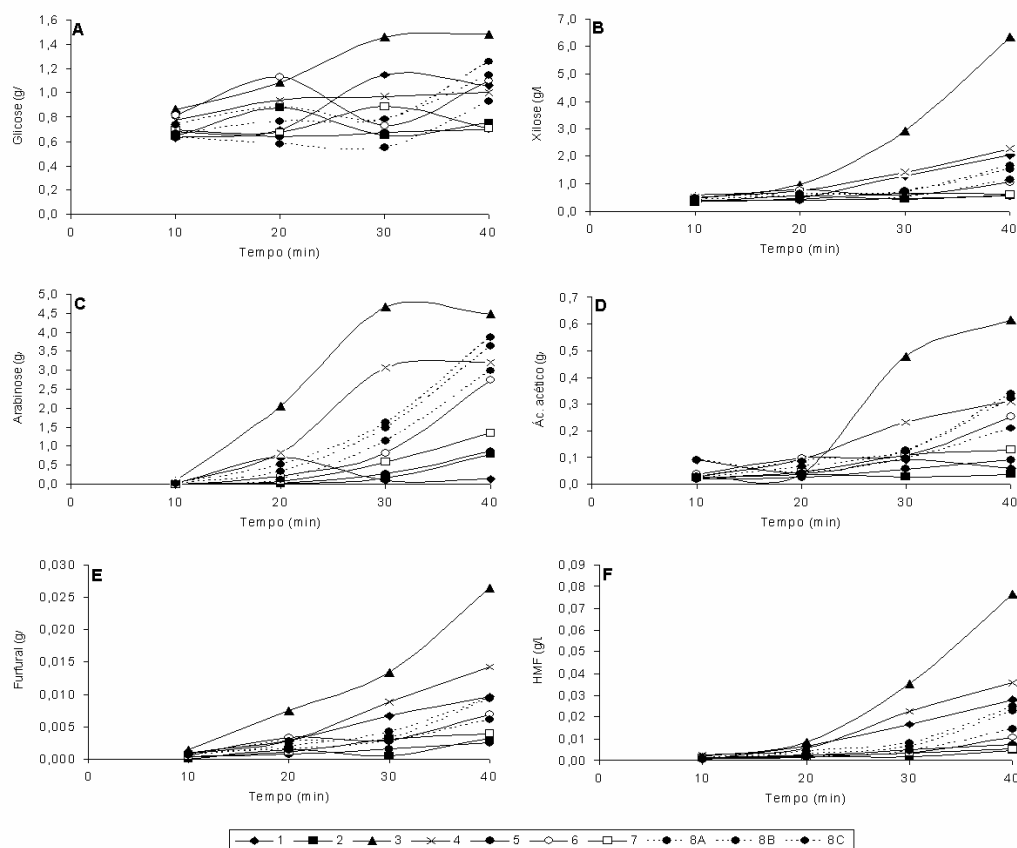 A
Glicose (g/
1,6
1,4
1,2
1,0
0,8
0,6
0,4
0,2
0,0
0 10 20 30 40
Tempo (min)
B
Xilose (g/l
7,0
6,0
5,0
4,0
3,0
2,0
1,0
0,0
0 10 20 30 40
Tempo (min)
C
Arabinose (g/
5,0
4,5
4,0
3,5
3,0
2,5
2,0
1,5
1,0
0,5
0,0
0 10 20 30 40
Tempo (min)
D
Ác. acético (g/
0,7
0,6
0,5
0,4
0,3
0,2
0,1
0,0
0 10 20 30 40
Tempo (min)
E
Furfural (g/
0,030
0,025
0,020
0,015
0,010
0,005
0,000
0 10 20 30 40
Tempo (min)
F
HMF (g/L
0,09
0,08
0,07
0,06
0,05
0,04
0,03
0,02
0,01
0,00
0 10 20 30 40
Tempo (min)
1 2 3 4 5 6 7 8A 8B 8C